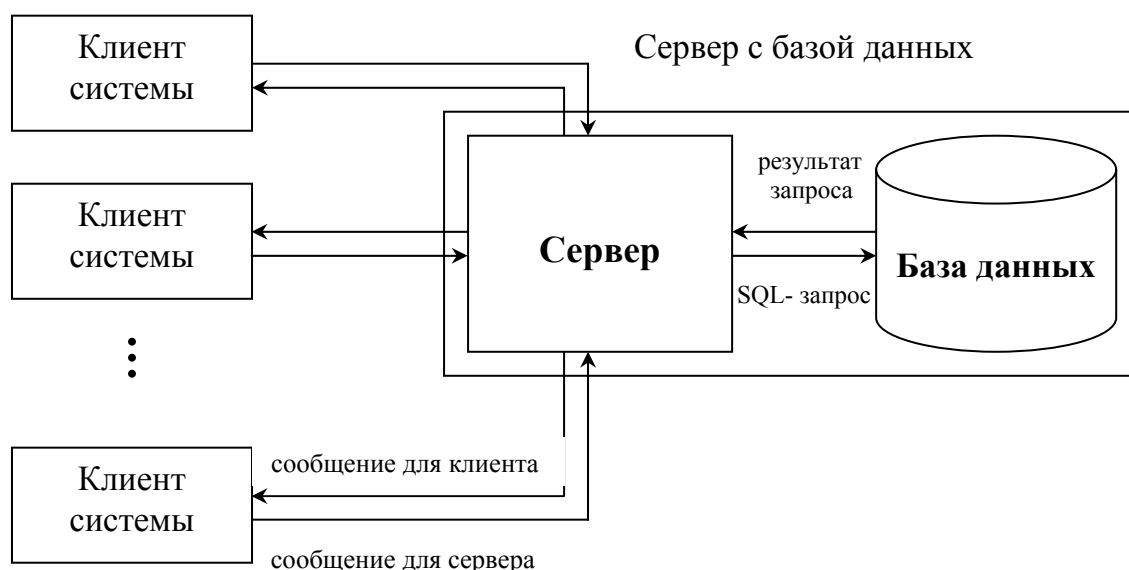 Клиент
системы
Сервер с базой данных
Клиент
системы
Сервер
результат
запроса
База данных
SQL- запрос
Клиент
системы
сообщение для клиента
сообщение для сервера